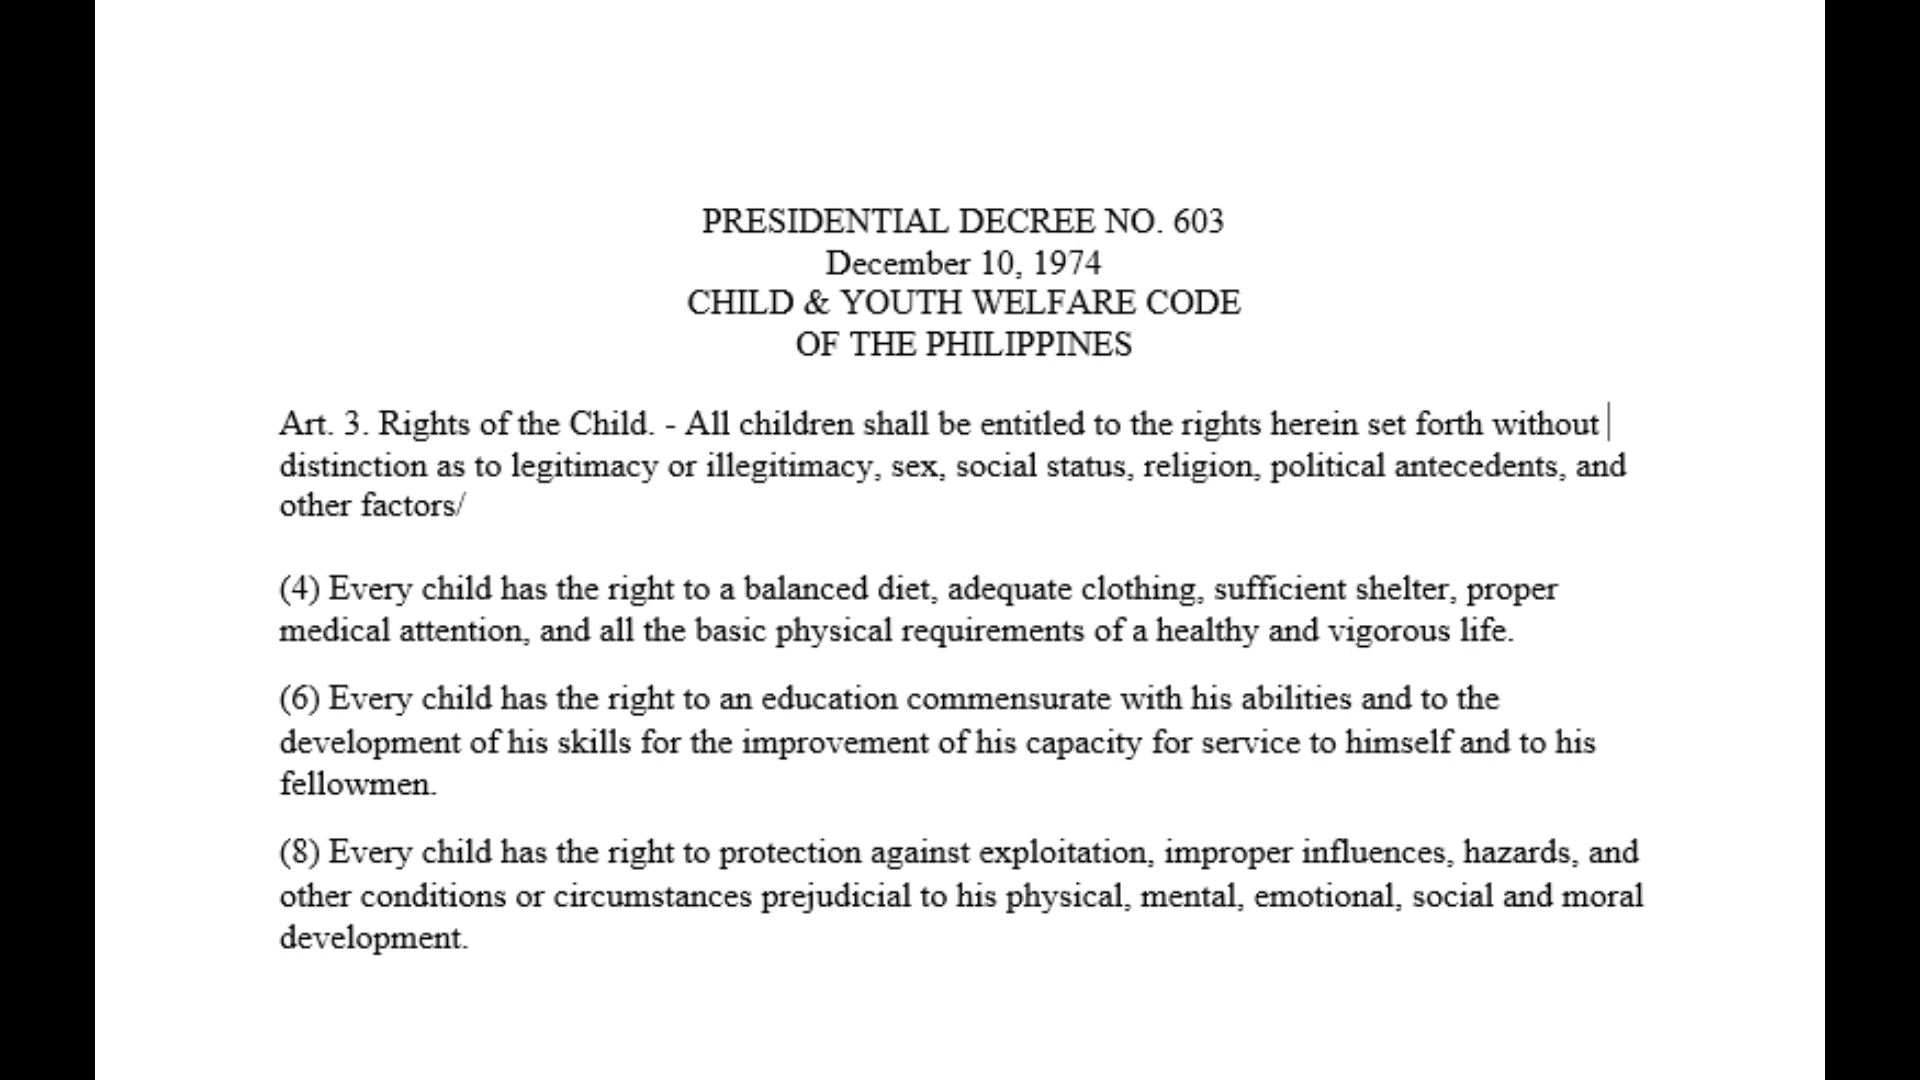 PRESIDENTIAL DECREE NO. 603
December 10, 1974
CHILD & YOUTH WELFARE CODE
OF THE PHILIPPINES
Art. 3. Rights of the Child. - All children shall be entitled to the rights herein set forth without
distinction as to legitimacy or illegitimacy, sex, social status, religion, political antecedents, and
other factors/
(4) Every child has the right to a balanced diet, adequate clothing, sufficient shelter, proper
medical attention, and all the basic physical requirements of a healthy and vigorous life.
(6) Every child has the right to an education commensurate with his abilities and to the
development of his skills for the improvement of his capacity for service to himself and to his
fellowmen.
(8) Every child has the right to protection against exploitation, improper influences, hazards, and
other conditions or circumstances prejudicial to his physical, mental, emotional, social and moral
development.